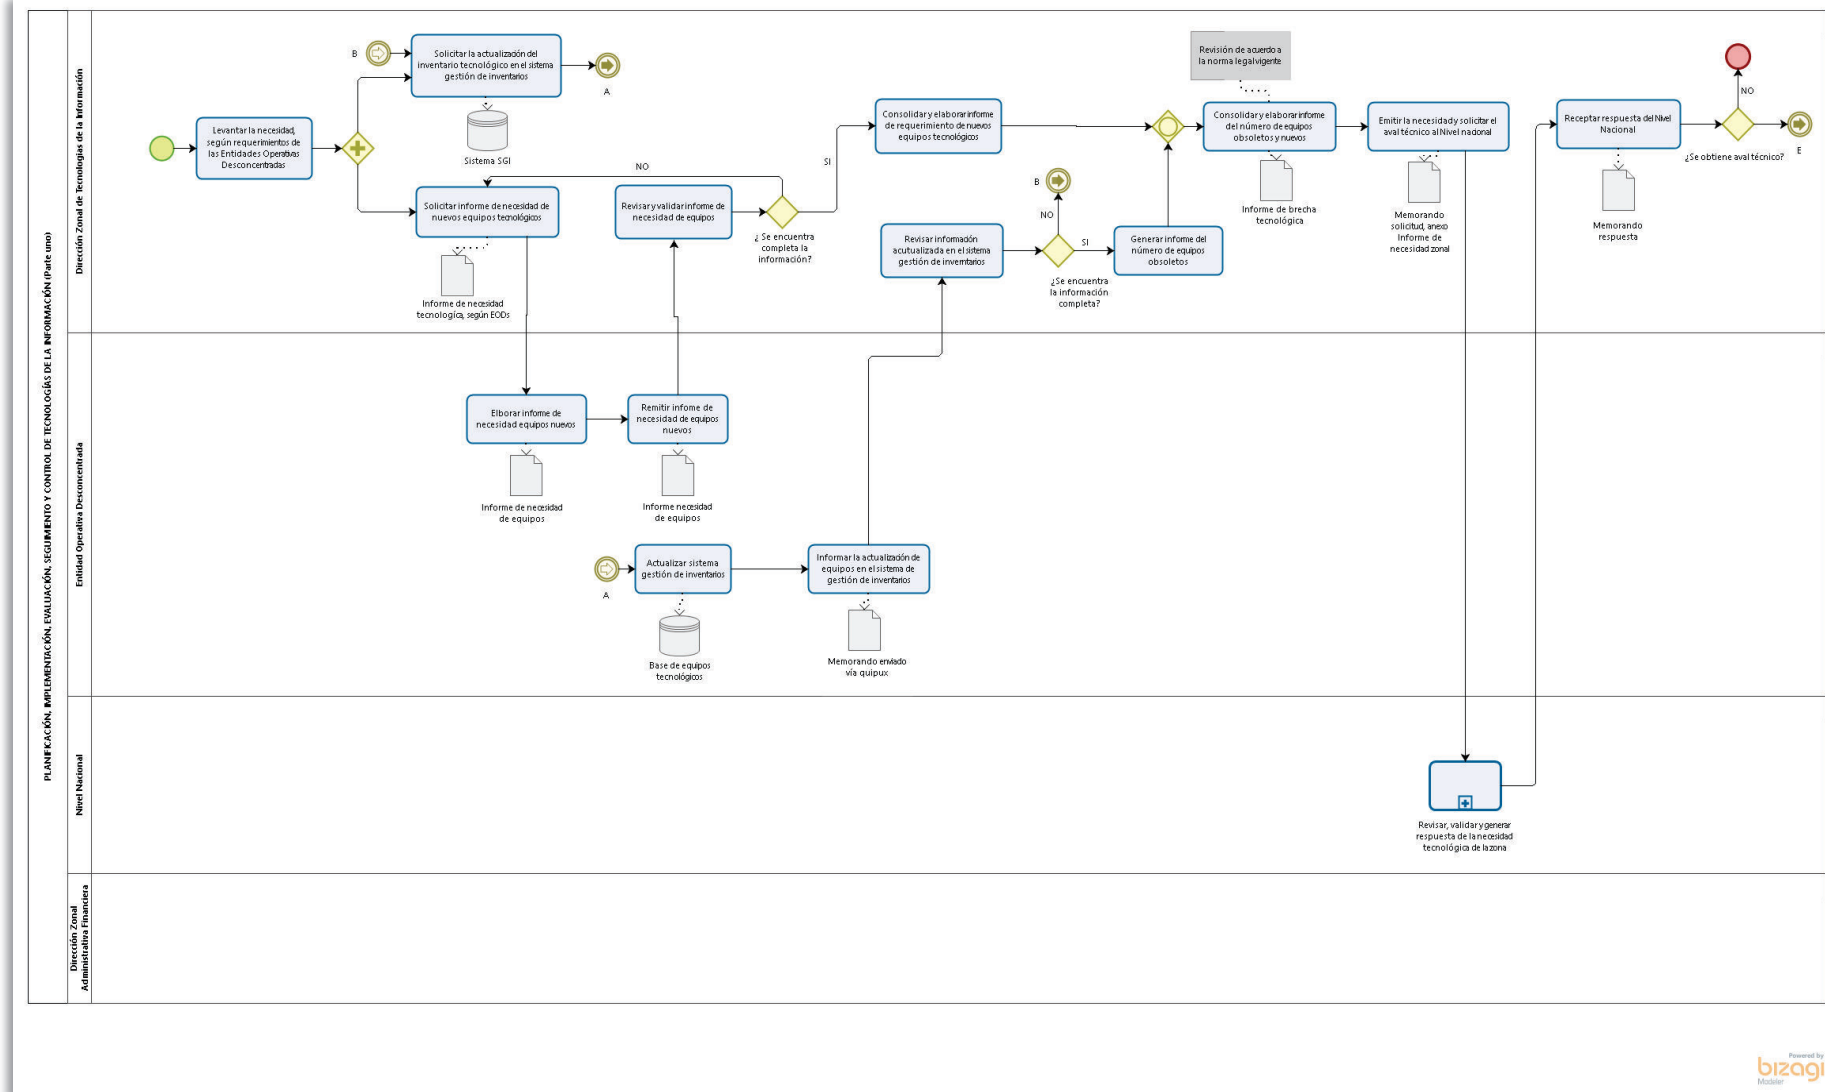 PLANIFICACIÓN, IMPLEMENTACIÓN, EVALUACIÓN, SEGUIMIENTO Y CONTROL DE TECNOLOGÍAS DE LA INFORMACIÓN (Parte uno)
Dirección Zonal de Tecnologías de la Información
B
Solicitar la actualización del
inventario tecnológico en el sistema
gestión de inventarios
A
Sistema SGI
Levantar la necesidad,
según requerimientos de
las Entidades Operativas
Desconcentradas
Solicitar informe de necesidad de
nuevos equipos tecnológicos
Informe de necesidad
tecnología, según EODs
NO
Revisar y validar informe de
necesidad de equipos
¿ Se encuentra
completa la
información?
SI
Consolidar y elaborar informe
de requerimiento de nuevos
equipos tecnológicos
Revisar información
acutualizada en el sistema
gestión de inverntarios
B
NO
SI
¿Se encuentra
la información
completa?
Generar informe del
número de equipos
obsoletos
Revisión de acuerdo a
la norma legal vigente
Consolidar y elaborar informe
del número de equipos
obsoletos y nuevos
Informe de brecha
tecnológica
Emitir la necesidad y solicitar el
aval técnico al Nivel nacional
Memorando
solicitud, anexo
Informe de
necesidad zonal
Receptar respuesta del Nivel
Nacional
Memorando
respuesta
NO
¿Se obtiene aval técnico?
E
Entidad Operativa Desconcentrada
Elborar informe de
necesidad equipos nuevos
Informe de necesidad
de equipos
Remitir infome de
necesidad de equipos
nuevos
Informe necesidad
de equipos
A
Actualizar sistema
gestión de inventarios
Base de equipos
tecnológicos
Informar la actualización de
equipos en el sistema de
gestión de inventarios
Memorando enviado
vía quipux
Nivel Nacional
Revisar, validar y generar
respuesta de la necesidad
tecnológica de la zona
Dirección Zonal
Administrativa Financiera
Powered by
bizagi
Modeler